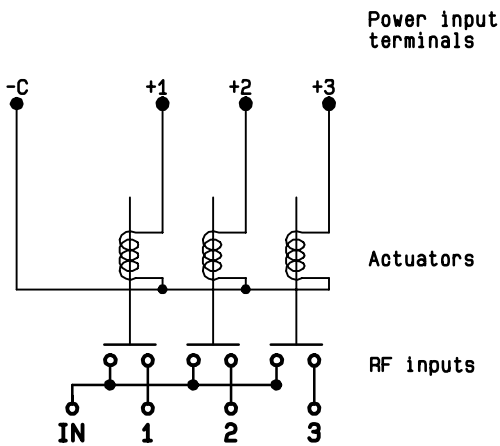 Power input
terminals
-C +1 +2 +3
Actuators
RF inputs
IN 1 2 3